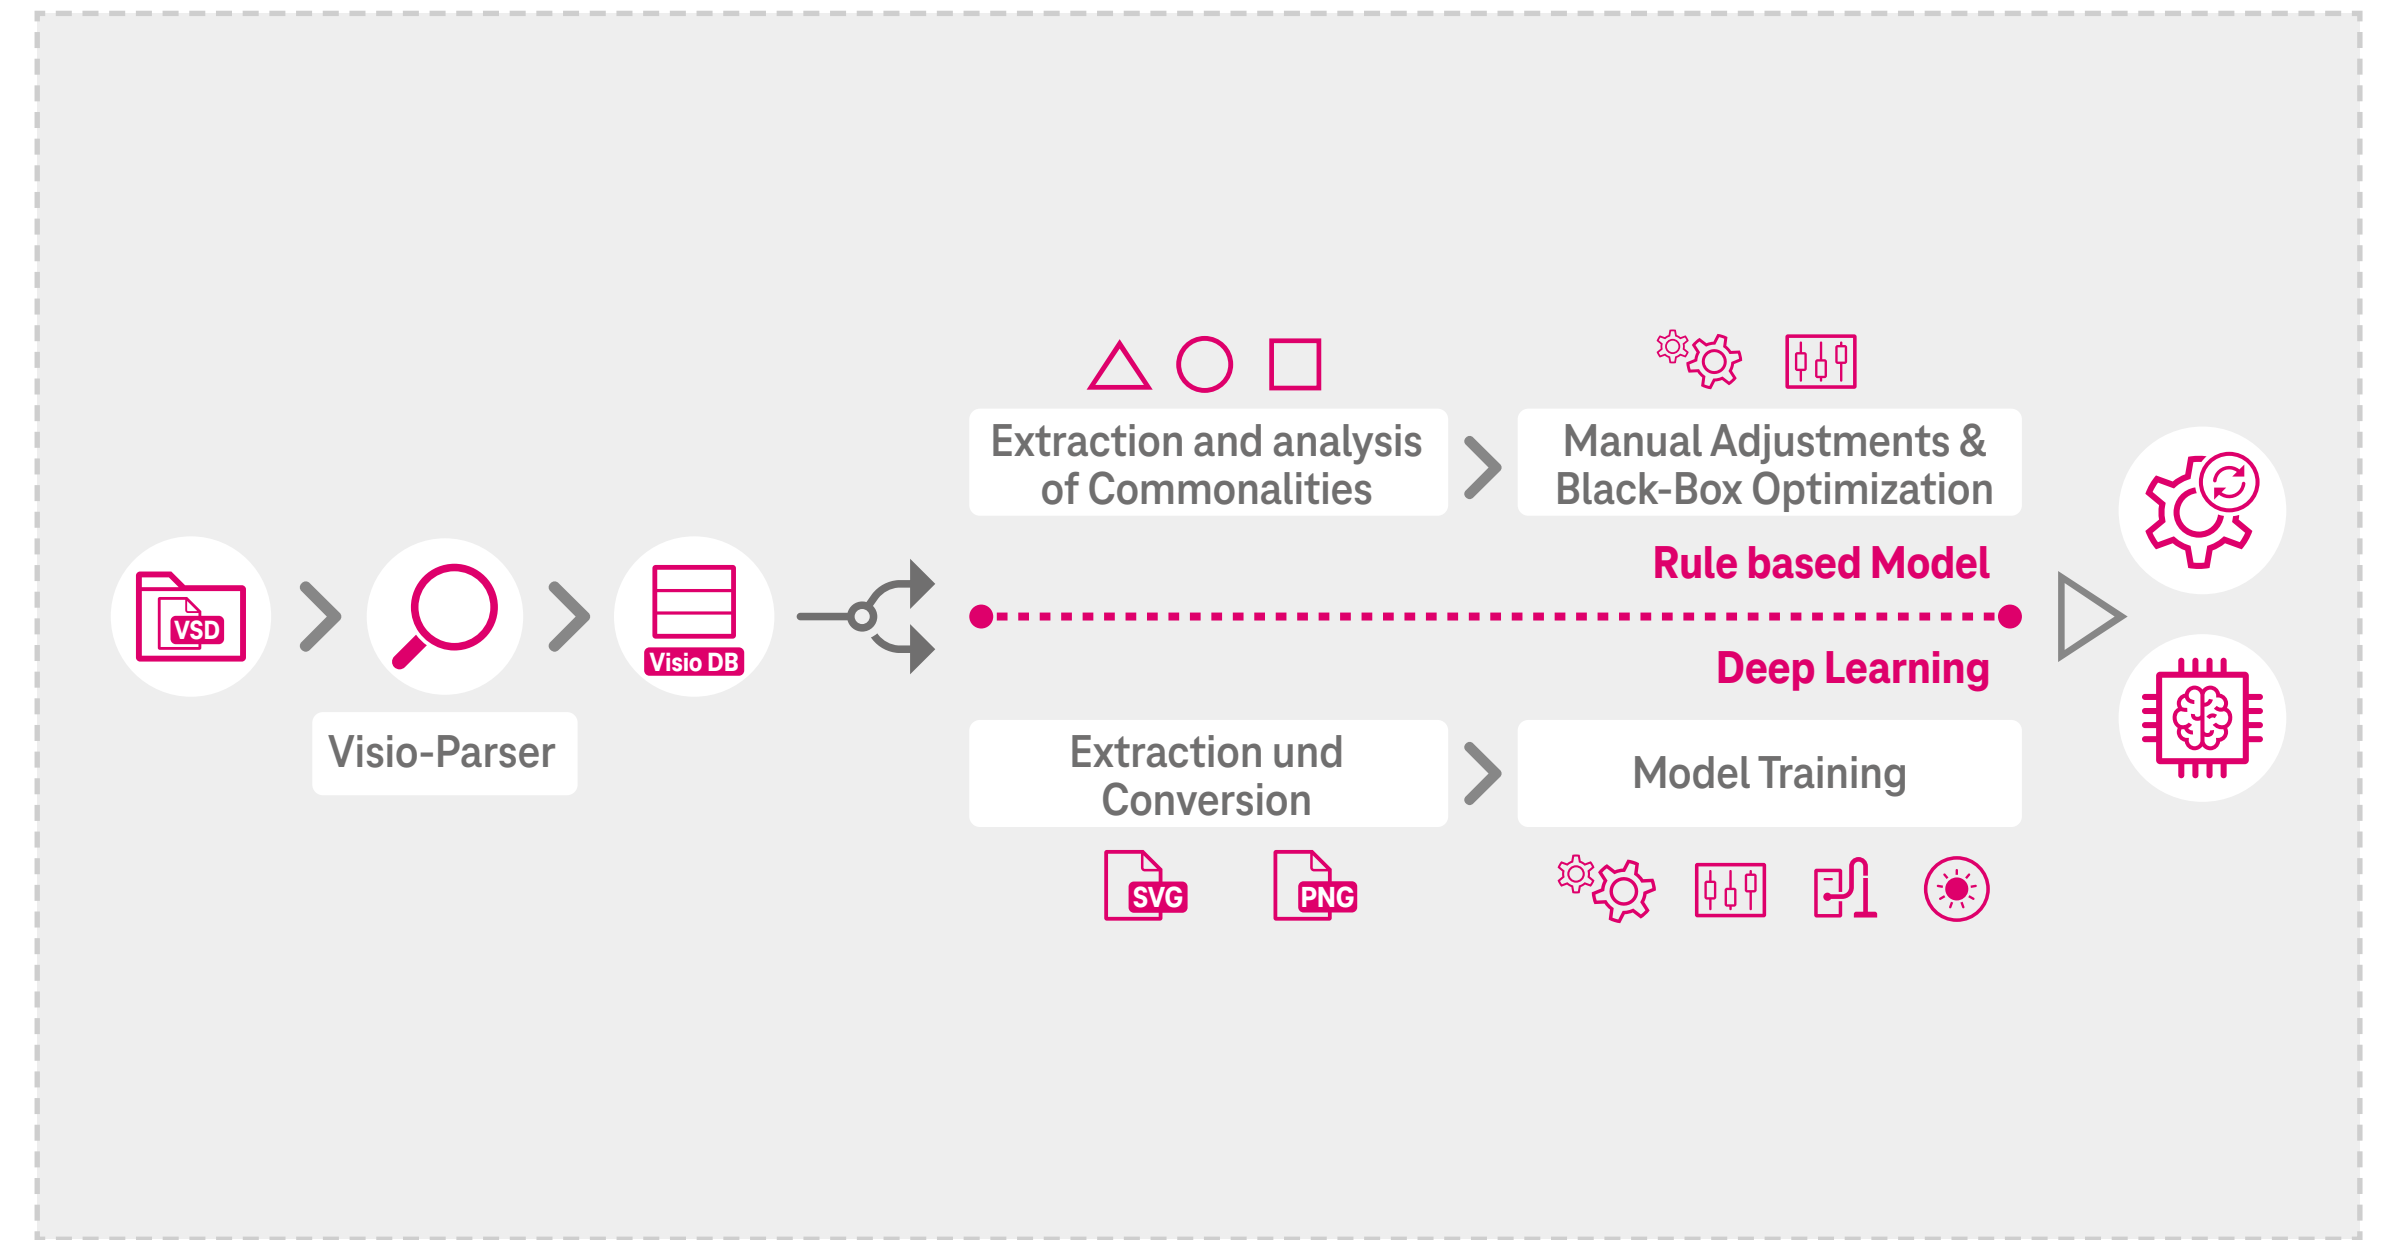 VSD
Visio-Parser
Visio DB
Extraction and analysis
of Commonalities
Manual Adjustments &
Black-Box Optimization
Rule based Model
Deep Learning
Extraction und
Conversion
Model Training
SVG
PNG